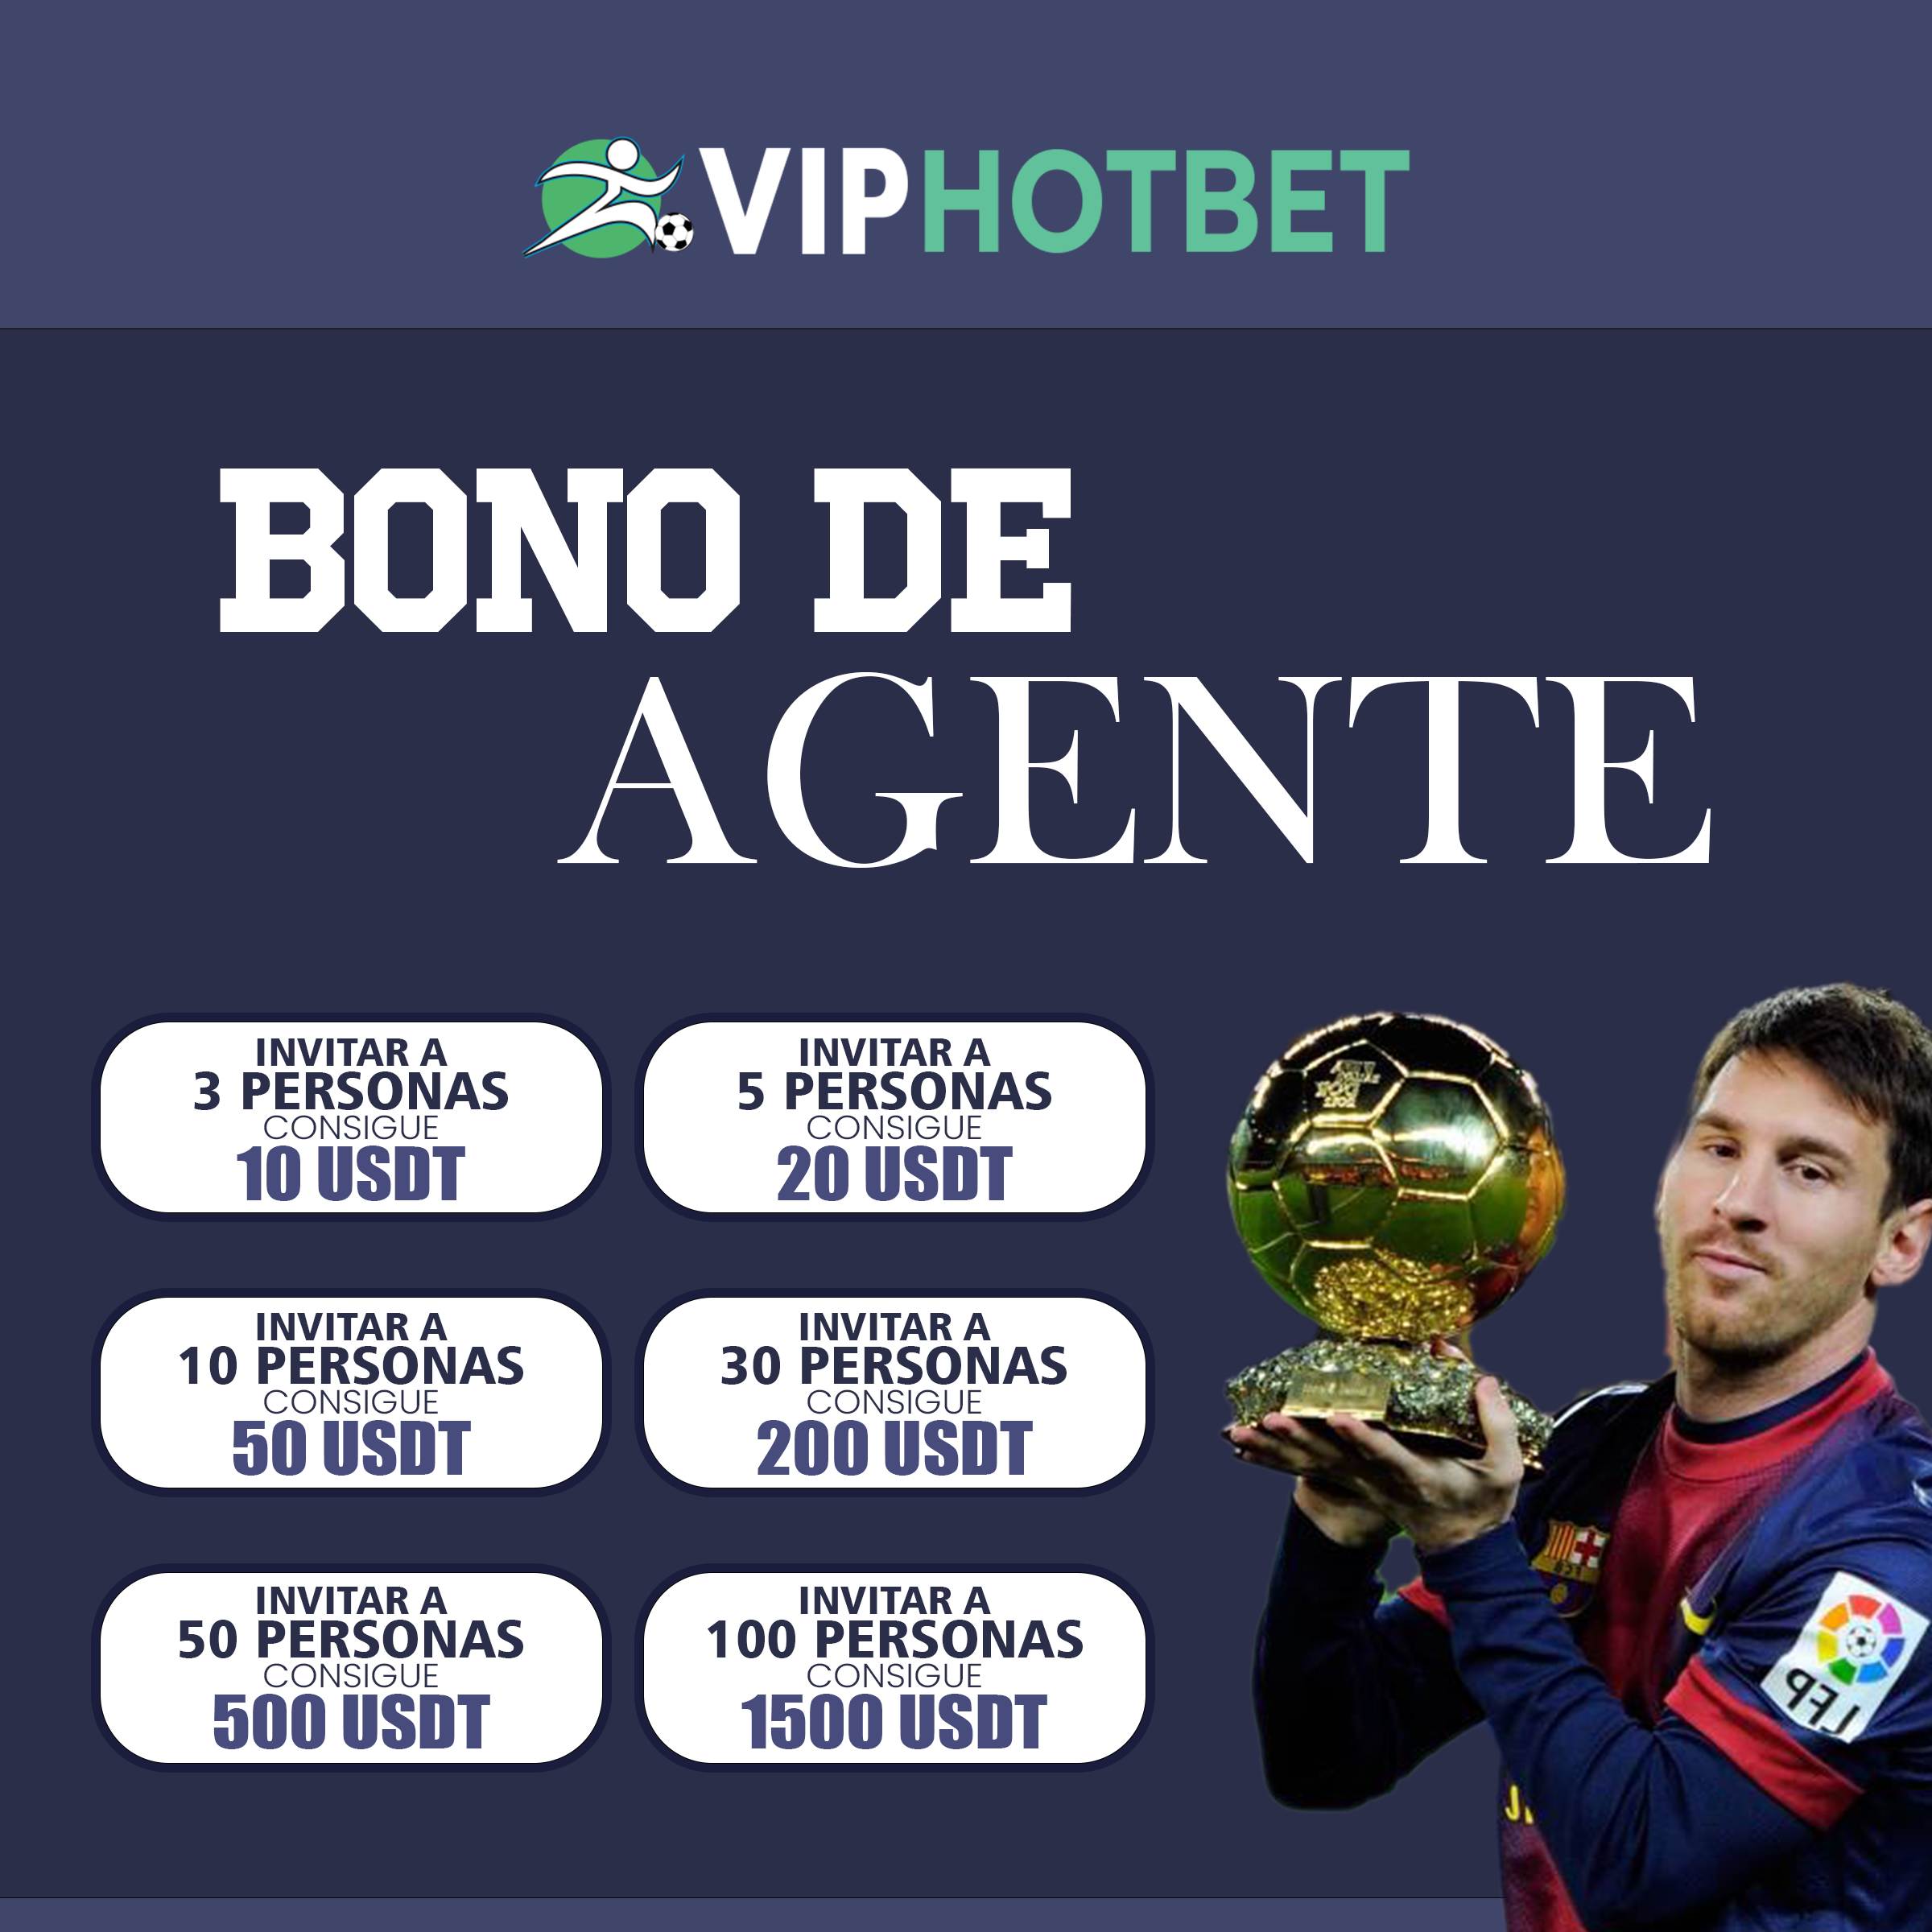 VIPHOTBET
BONO DE
AGENTE
INVITAR A
3 PERSONAS
CONSIGUE
10 USDT
INVITAR A
5 PERSONAS
CONSIGUE
20 USDT
INVITAR A
10 PERSONAS
CONSIGUE
50 USDT
INVITAR A
30 PERSONAS
CONSIGUE
200 USDT
INVITAR A
50 PERSONAS
CONSIGUE
500 USDT
INVITAR A
100 PERSONAS
CONSIGUE
1500 USDT
LFP